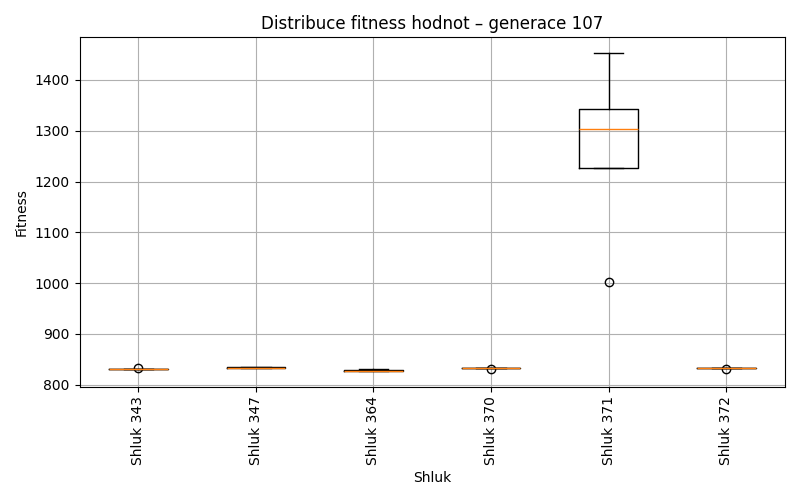 Distribuce fitness hodnot – generace 107
Fitness
1400
1300
1200
1100
1000
900
800
Shluk 343
Shluk 347
Shluk 364
Shluk 370
Shluk 371
Shluk 372
Shluk